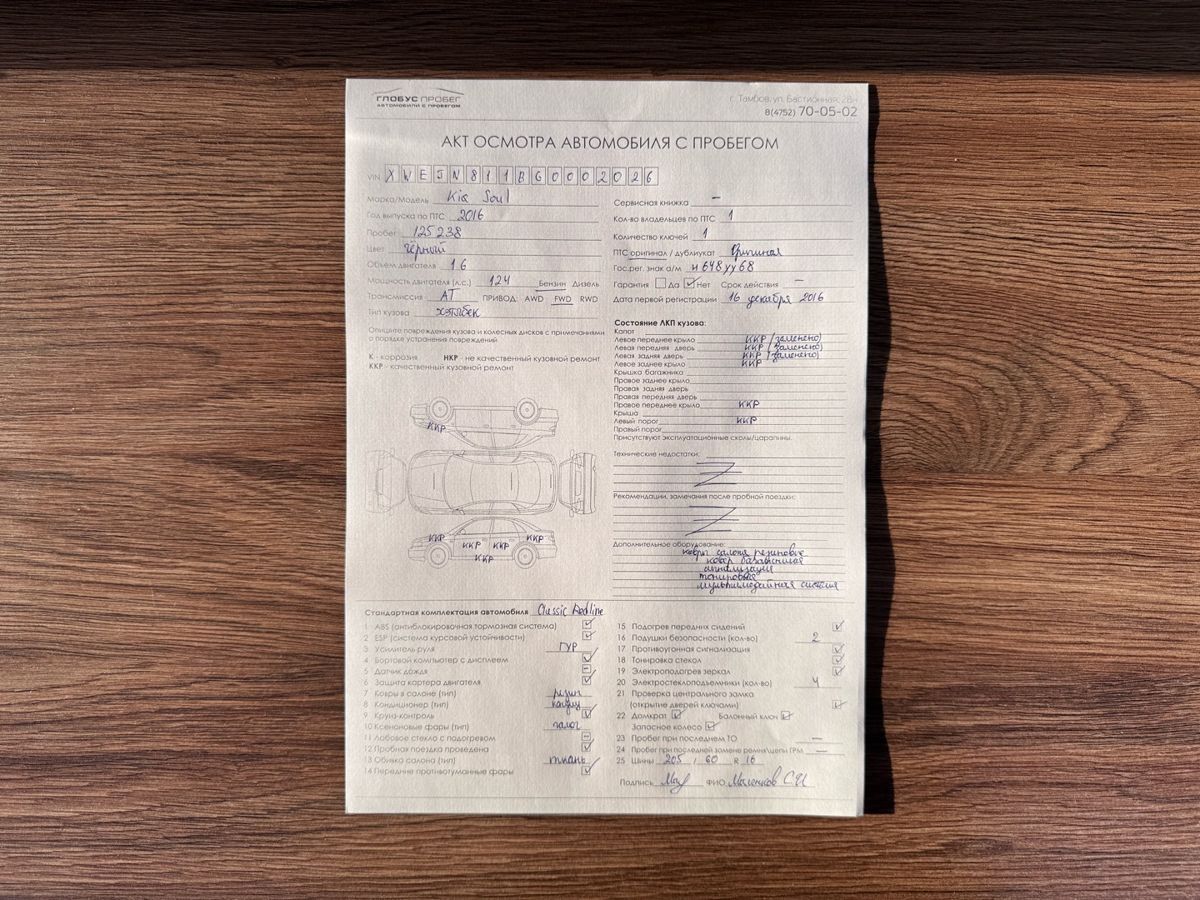 ГЛОБУС ПРОБЕГ
АВТОМОБИЛИ С ПРОБЕГОМ
г. Тамбов, ул. Бастионная, 28н
8(4752) 70-05-02
АКТ ОСМОТРА АВТОМОБИЛЯ С ПРОБЕГОМ
VIN XWEJN811BG0002026
Марка/Модель Kia Soul
Год выпуска по ПТС 2016
Пробег 125238
Цвет чёрный
Объем двигателя 1.6
Мощность двигателя (л.с.) 124 Бензин Дизель
Трансмиссия АТ ПРИВОД: AWD FWD RWD
Тип кузова хэтчбек
Опишите повреждения кузова и колесных дисков с примечаниями
о порядке устранения повреждений
К - коррозия НКР - не качественный кузовной ремонт
ККР - качественный кузовной ремонт
ККР
ККР ККР ККР ККР
ККР
Сервисная книжка –
Кол-во владельцев по ПТС 1
Количество ключей 1
ПТС оригинал / дубликат Оригинал
Гос.рег. знак а/м н648уу68
Гарантия Да Нет Срок действия –
Дата первой регистрации 16 декабря 2016
Состояние ЛКП кузова:
Капот
Левое переднее крыло ККР (заменено)
Левая передняя дверь ККР (заменено)
Левая задняя дверь ККР (заменено)
Левое заднее крыло ККР
Крышка багажника
Правое заднее крыло
Правая задняя дверь
Правая передняя дверь
Правое переднее крыло ККР
Крыша
Левый порог ККР
Правый порог
Присутствуют эксплуатационные сколы/царапины.
Технические недостатки:
Рекомендации, замечания после пробной поездки:
Дополнительное оборудование:
ковры салона резиновые
ковёр багажника
сигнализация
тонировка
мультимедийная система
Стандартная комплектация автомобиля Classic Redline
1 ABS (антиблокировочная тормозная система)
2 ESP (система курсовой устойчивости)
3 Усилитель руля ГУР
4 Бортовой компьютер с дисплеем
5 Датчик дождя
6 Защита картера двигателя
7 Ковры в салоне (тип) резин
8 Кондиционер (тип) кондиц
9 Круиз-контроль
10 Ксеноновые фары (тип) галог
11 Лобовое стекло с подогревом
12 Пробная поездка проведена
13 Обивка салона (тип) ткань
14 Передние противотуманные фары
15 Подогрев передних сидений
16 Подушки безопасности (кол-во) 2
17 Противоугонная сигнализация
18 Тонировка стекол
19 Электроподогрев зеркал
20 Электростеклоподъемники (кол-во) 4
21 Проверка центрального замка
(открытие дверей ключами)
22 Домкрат Балонный ключ
Запасное колесо
23 Пробег при последнем ТО –
24 Пробег при последней замене ремня/цепи ГРМ –
25 Шины 205 / 60 R 16
Подпись ФИО Маленков С.И